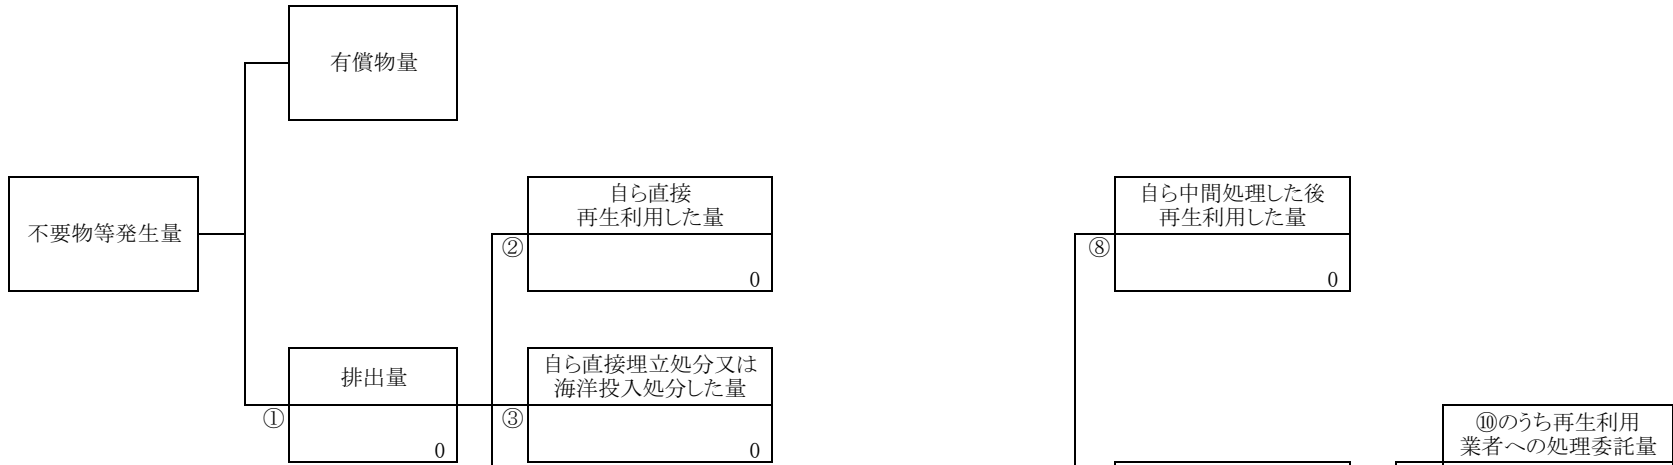 有償物量
不要物等発生量
自ら直接
再生利用した量
②
0
自ら中間処理した後
再生利用した量
⑧
0
排出量
①
0
自ら直接埋立処分又は
海洋投入処分した量
③
0
⑩のうち再生利用
業者への処理委託量